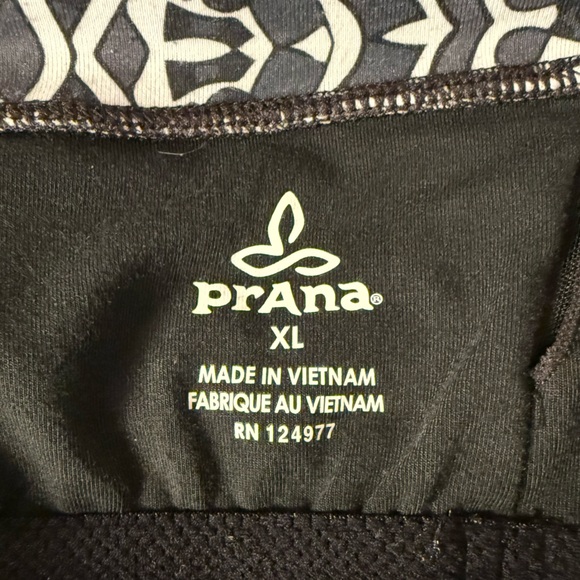 prAna®
XL
MADE IN VIETNAM
FABRIQUE AU VIETNAM
RN 124977